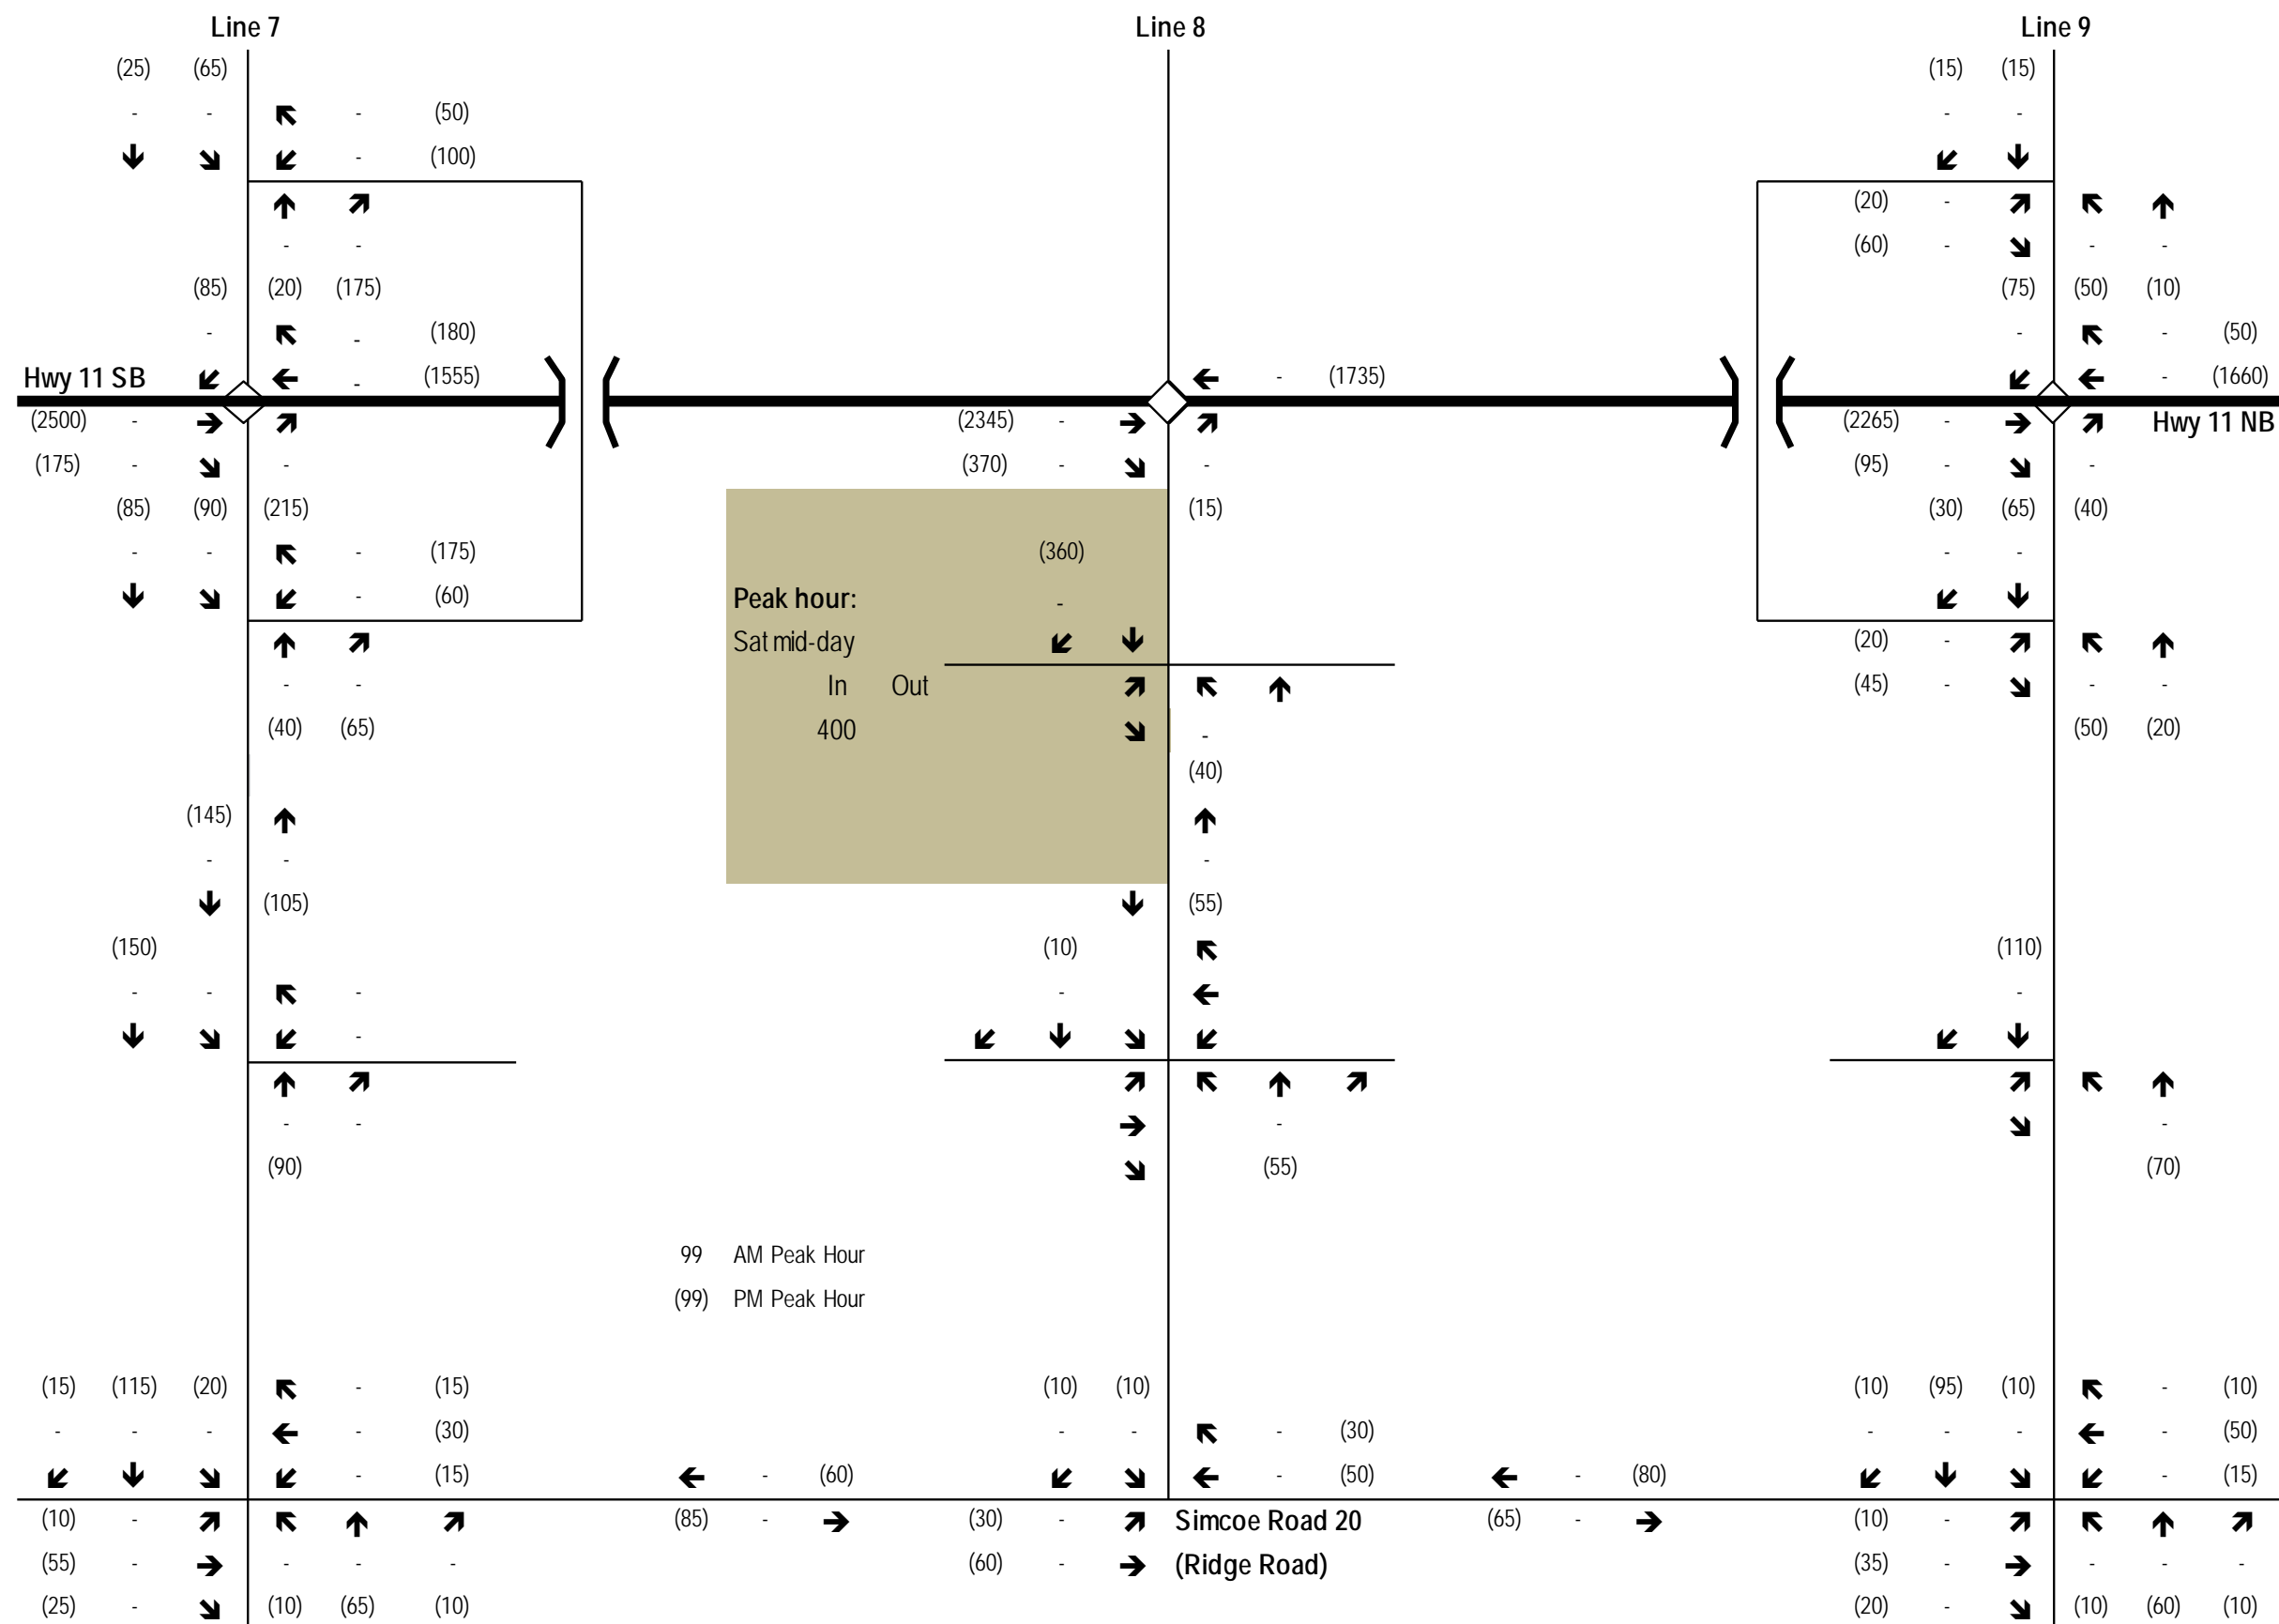 Line 7 Line 8 Line 9
(25) (65) (15) (15)
- - - (50) - -
- (100)
(20) -
- - (60) - - -
(85) (20) (175) (75) (50) (10)
- - (180) - - (50)
Hwy 11 SB - (1555) - (1735) - (1660)
(2500) - (2345) - (2265) - Hwy 11 NB
(175) - - (370) - - (95) - -
(85) (90) (215) (15) (30) (65) (40)
- - - (175) (360) - -
- (60) Peak hour: -
Sat mid-day (20) -
- - In Out (45) - - -
(40) (65) 400 - (50) (20)
(40)
(145)
- - -
(105) (55)
(150) (10) (110)
- - - - -
-
- - - -
(90) (55) (70)
99 AM Peak Hour
(99) PM Peak Hour
(15) (115) (20) - (15) (10) (10) (10) (95) (10) - (10)
- - - - (30) - - - (30) - - - - (50)
- (15) - (60) - (50) - (80) - (15)
(10) - (85) - (30) - Simcoe Road 20 (65) - (10) -
(55) - - - - (60) - (Ridge Road) (35) - - - -
(25) - (10) (65) (10) (20) - (10) (60) (10)